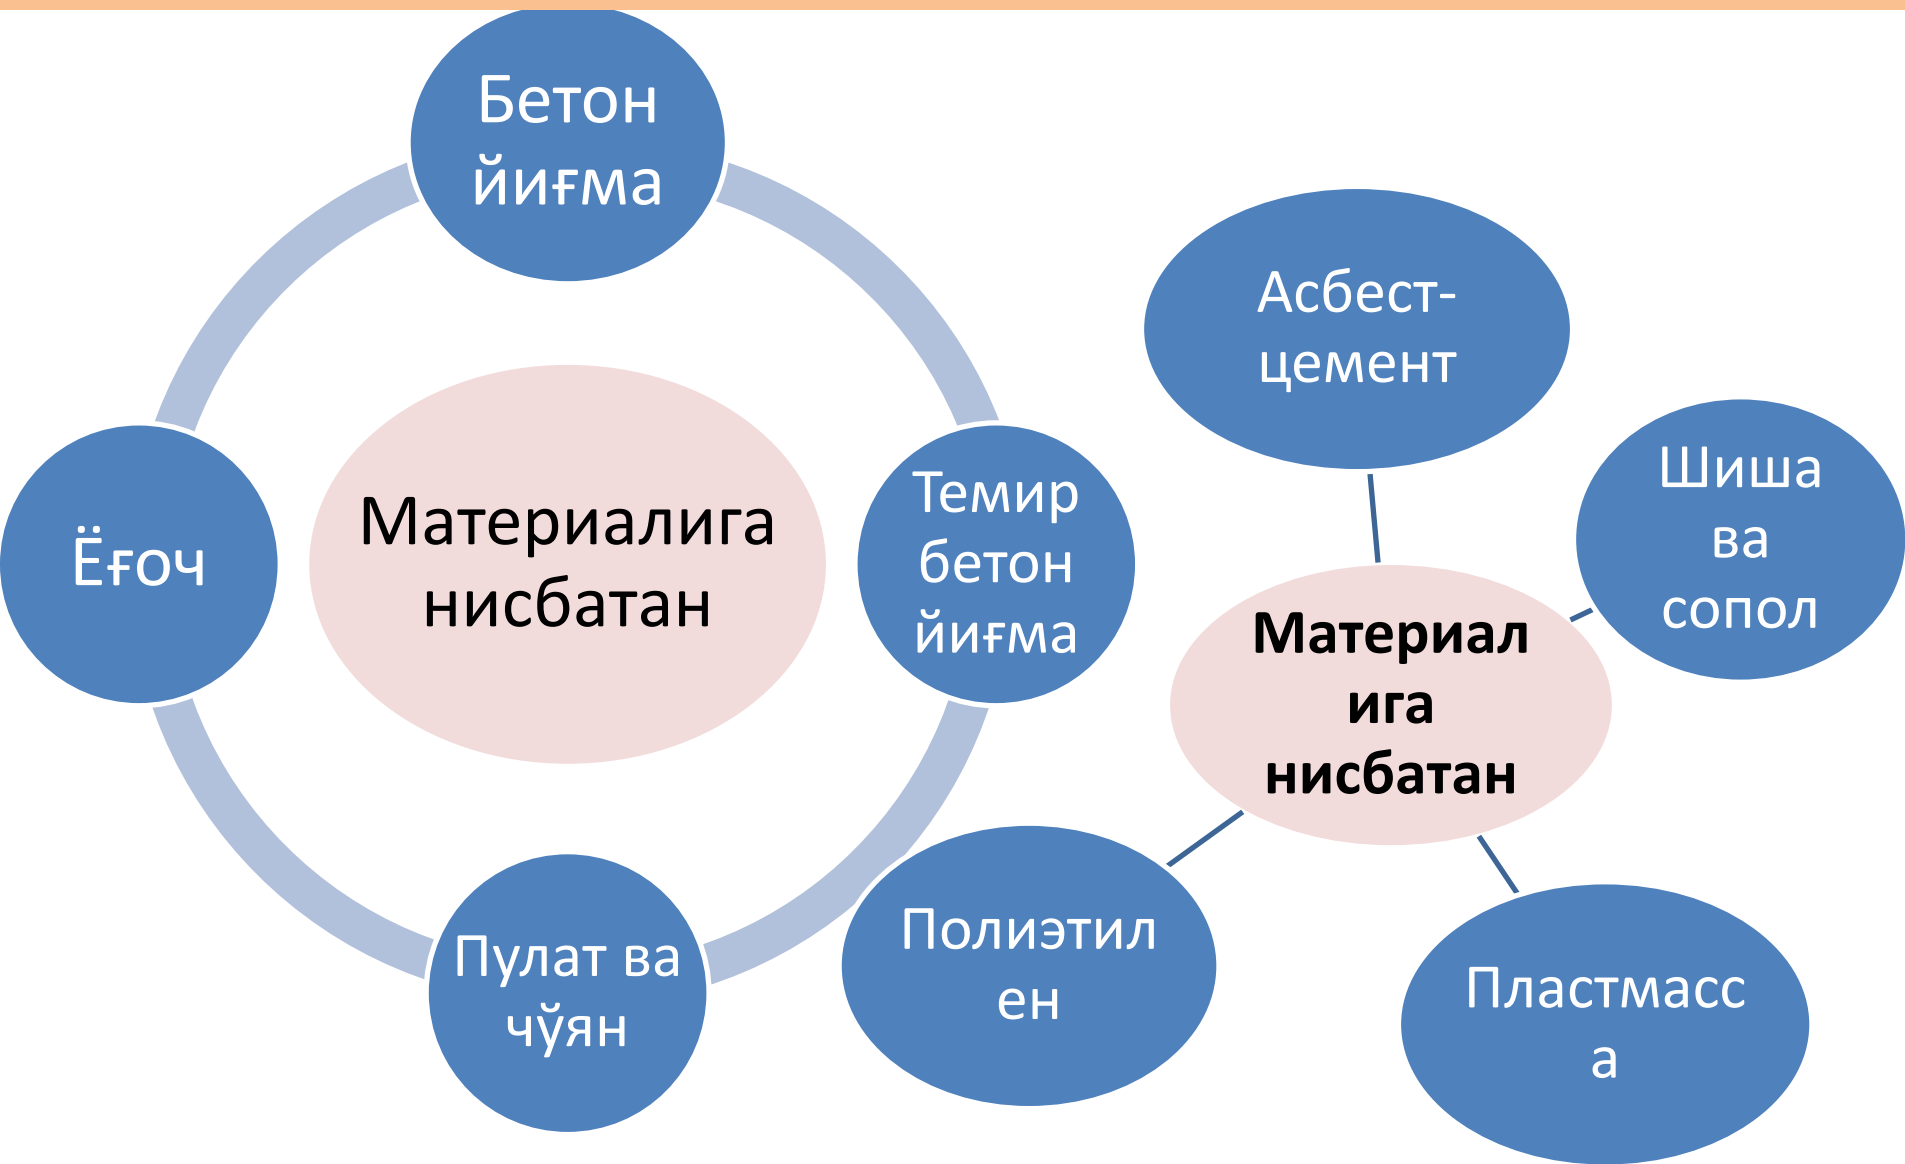 Бетон
йиғма
Материалига
нисбатан
Темир
бетон
йиғма
Пулат ва
чўян
Ёғоч
Асбест-
цемент
Шиша
ва
сопол
Материал
ига
нисбатан
Полиэтил
ен
Пластмасс
а